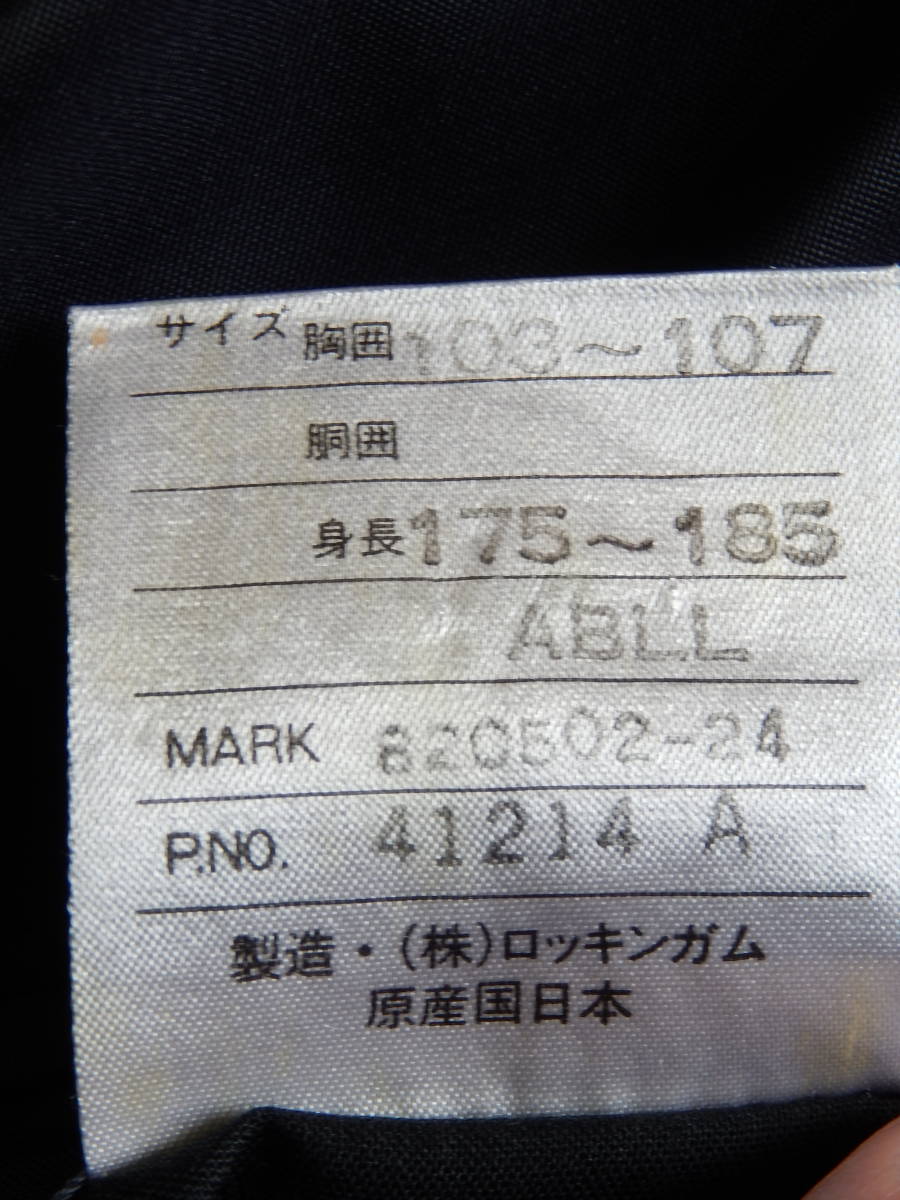 サイズ 胸囲 103~107
胴囲
身長 175~185
ABLL
MARK 820502-24
P.NO. 41214 A
製造・(株)ロッキンガム
原産国日本